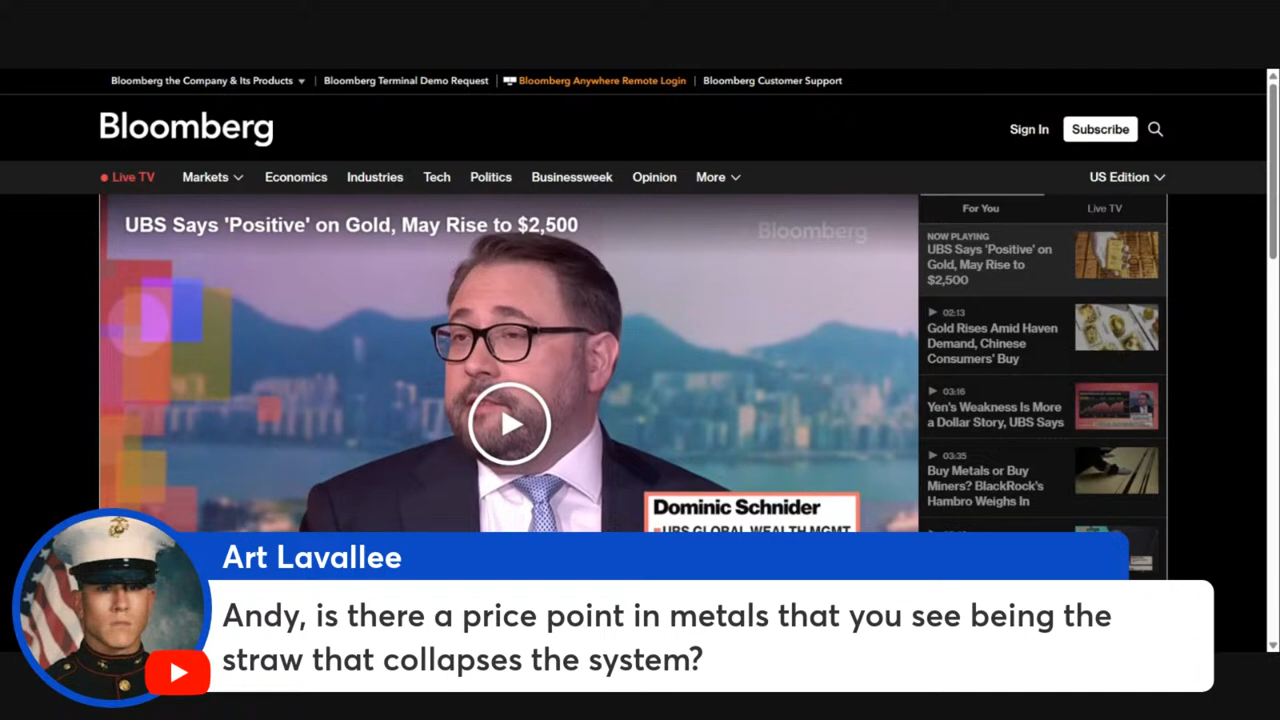 Bloomberg the Company & Its Products
Bloomberg Terminal Demo Request
Bloomberg Anywhere Remote Login
Bloomberg Customer Support
Bloomberg
Sign In
Subscribe
Live TV
Markets
Economics
Industries
Tech
Politics
Businessweek
Opinion
More
US Edition
UBS Says 'Positive' on Gold, May Rise to $2,500
Bloomberg
Dominic Schnider
UBS GLOBAL WEALTH MGMT
For You
Live TV
NOW PLAYING
UBS Says 'Positive' on
Gold, May Rise to
$2,500
02:13
Gold Rises Amid Haven
Demand, Chinese
Consumers' Buy
03:16
Yen's Weakness Is More
a Dollar Story, UBS Says
03:35
Buy Metals or Buy
Miners? BlackRock's
Hambro Weighs In
Art Lavallee
Andy, is there a price point in metals that you see being the
straw that collapses the system?